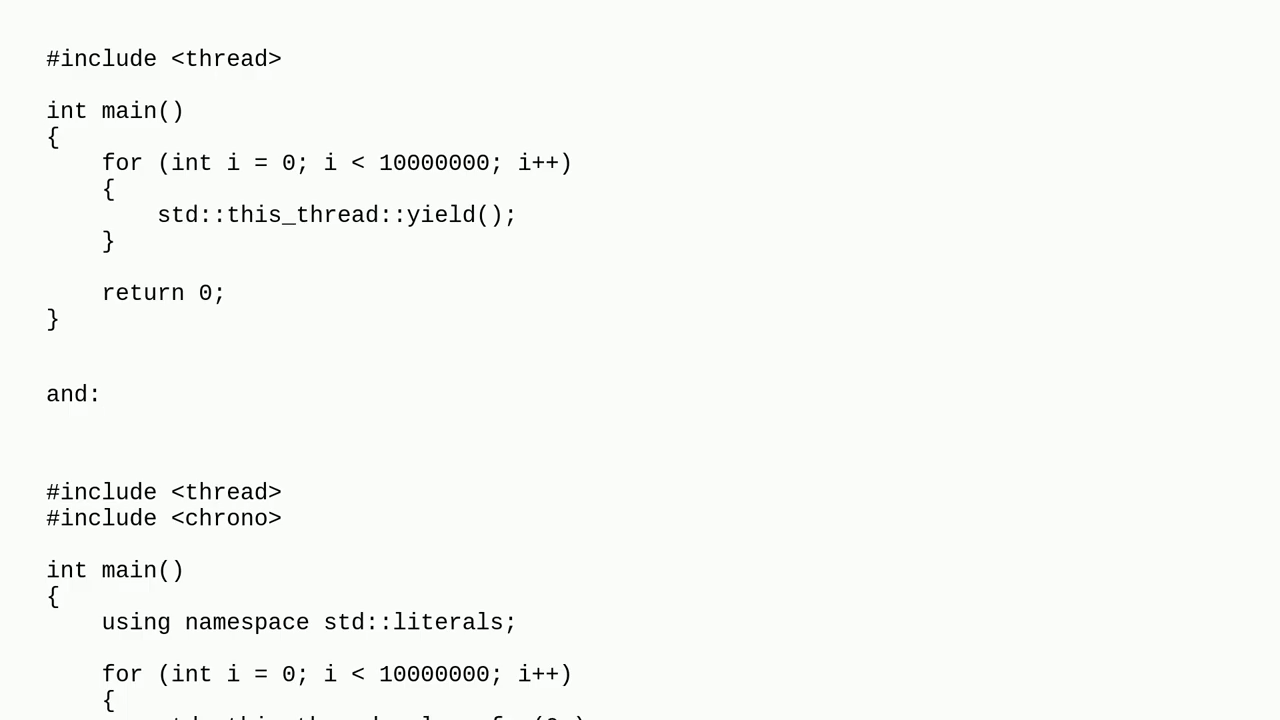 #include <thread>
int main()
{
for (int i = 0; i < 10000000; i++)
{
std::this_thread::yield();
}
return 0;
}
and:
#include <thread>
#include <chrono>
int main()
{
using namespace std::literals;
for (int i = 0; i < 10000000; i++)
{